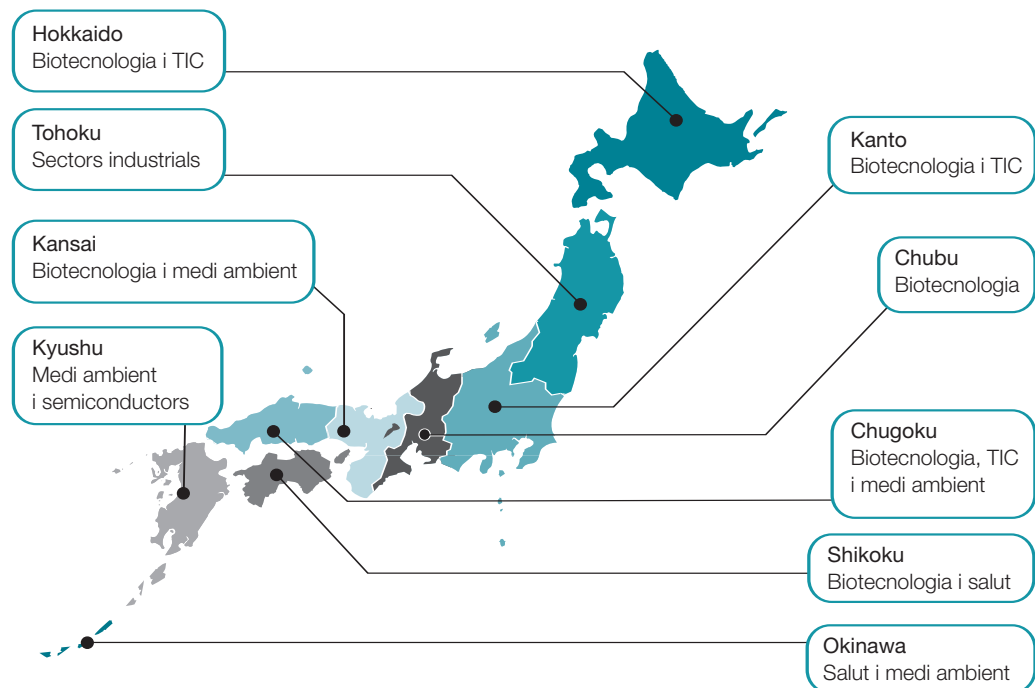 Hokkaido
Biotecnologia i TIC
Tohoku
Sectors industrials
Kansai
Biotecnologia i medi ambient
Kyushu
Medi ambient
i semiconductors
Kanto
Biotecnologia i TIC
Chubu
Biotecnologia
Chugoku
Biotecnologia, TIC
i medi ambient
Shikoku
Biotecnologia i salut
Okinawa
Salut i medi ambient